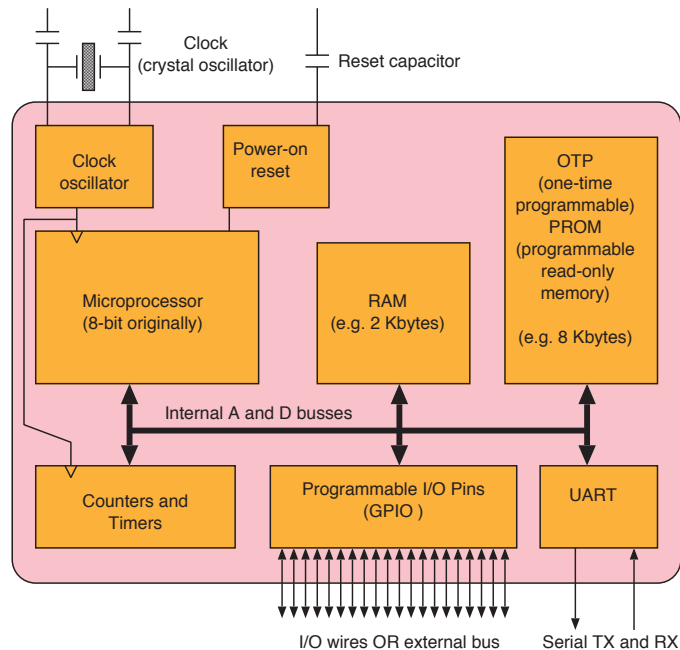 Clock
(crystal oscillator)
Reset capacitor
Clock
oscillator
Power-on
reset
OTP
(one-time
programmable)
PROM
(programmable
read-only
memory)
(e.g. 8 Kbytes)
Microprocessor
(8-bit originally)
RAM
(e.g. 2 Kbytes)
Internal A and D busses
Counters and
Timers
Programmable I/O Pins
(GPIO )
UART
I/O wires OR external bus
Serial TX and RX